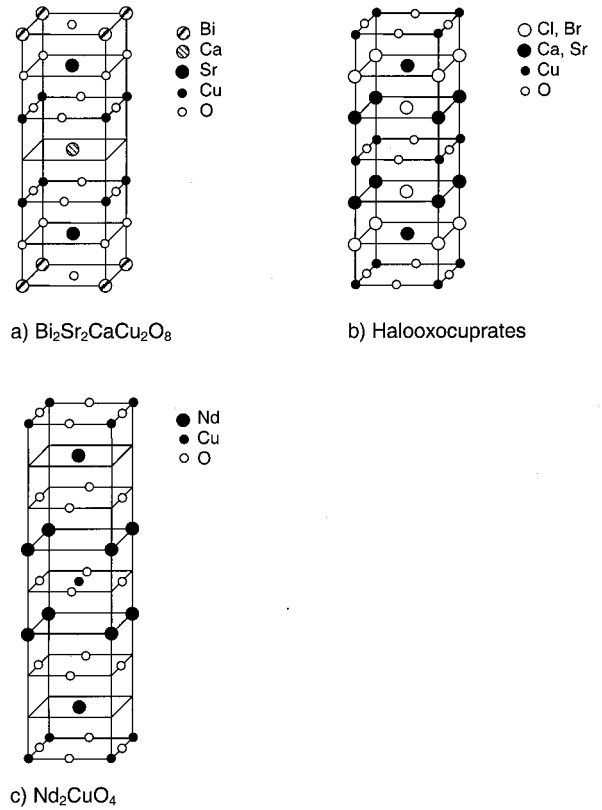 Bi
Ca
Sr
Cu
O
a) Bi₂Sr₂CaCu₂O₈
Cl, Br
Ca, Sr
Cu
O
b) Halooxocuprates
Nd
Cu
O
c) Nd₂CuO₄